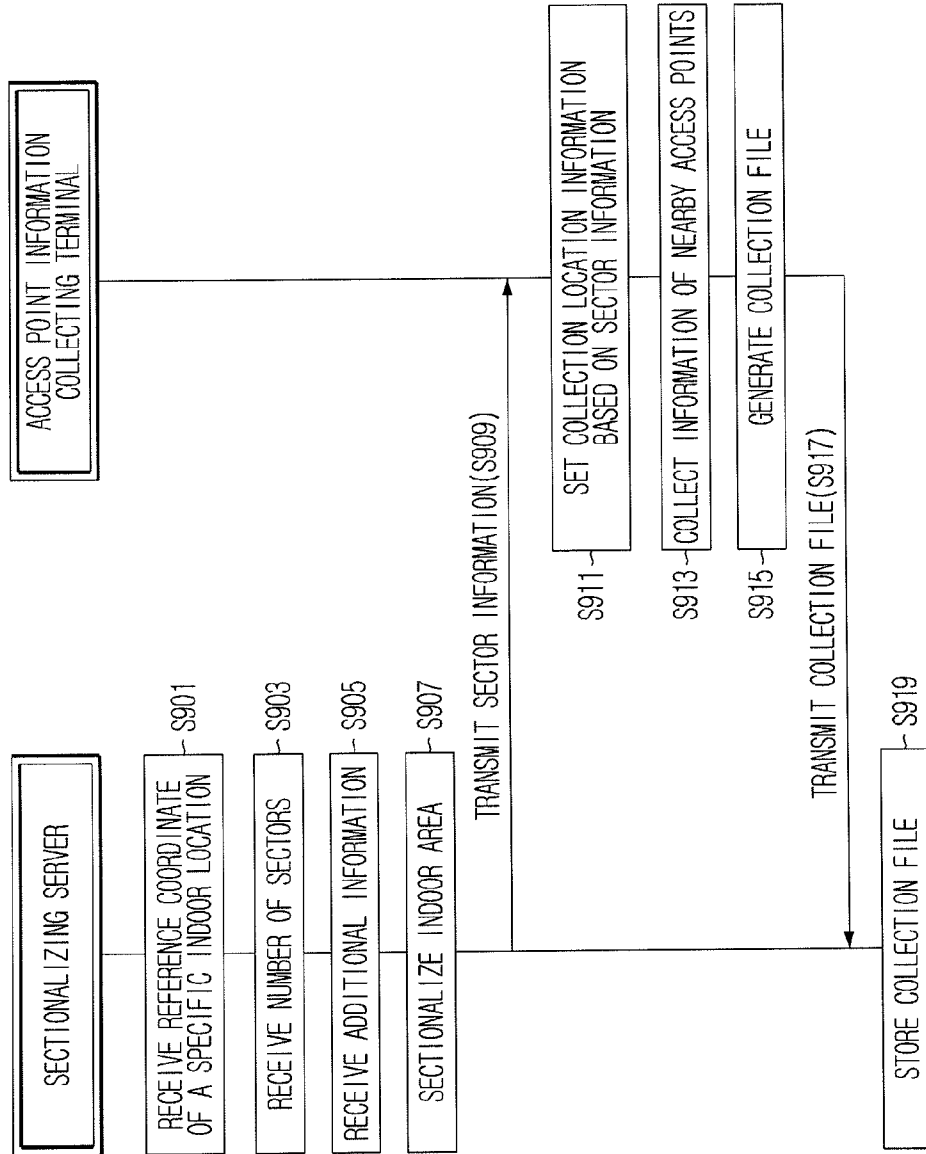 SECTIONALIZING SERVER
ACCESS POINT INFORMATION
COLLECTING TERMINAL
RECEIVE REFERENCE COORDINATE
OF A SPECIFIC INDOOR LOCATION
S901
RECEIVE NUMBER OF SECTORS
S903
RECEIVE ADDITIONAL INFORMATION
S905
SECTIONALIZE INDOOR AREA
S907
TRANSMIT SECTOR INFORMATION(S909)
S911
SET COLLECTION LOCATION INFORMATION
BASED ON SECTOR INFORMATION
S913
COLLECT INFORMATION OF NEARBY ACCESS POINTS
S915
GENERATE COLLECTION FILE
TRANSMIT COLLECTION FILE(S917)
STORE COLLECTION FILE
S919